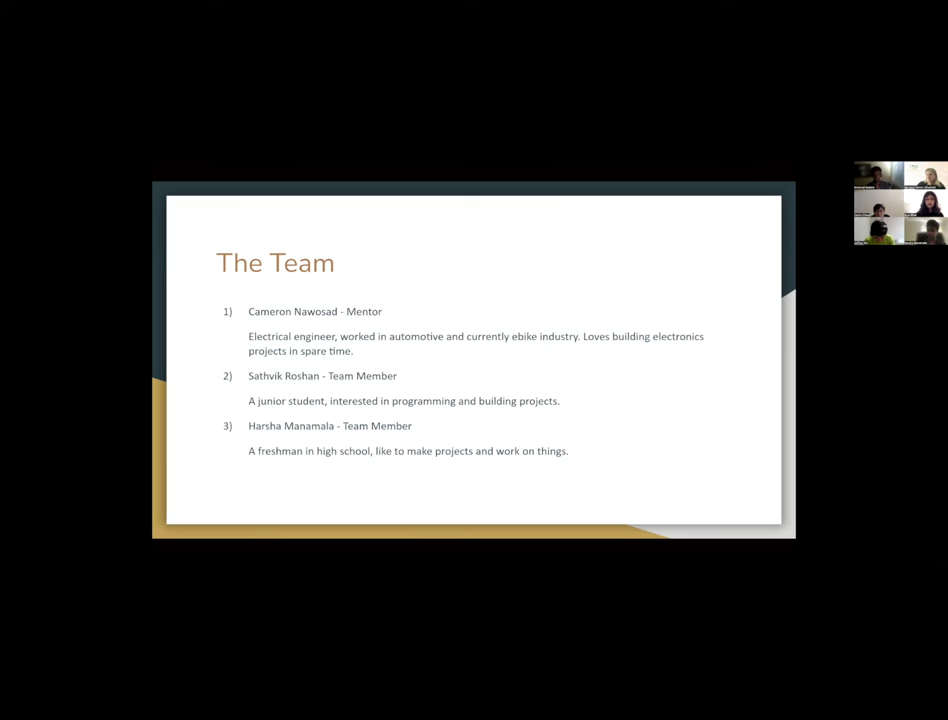 The Team
1) Cameron Nawosad - Mentor
Electrical engineer, worked in automotive and currently ebike industry. Loves building electronics
projects in spare time.
2) Sathvik Roshan - Team Member
A junior student, interested in programming and building projects.
3) Harsha Manamala - Team Member
A freshman in high school, like to make projects and work on things.